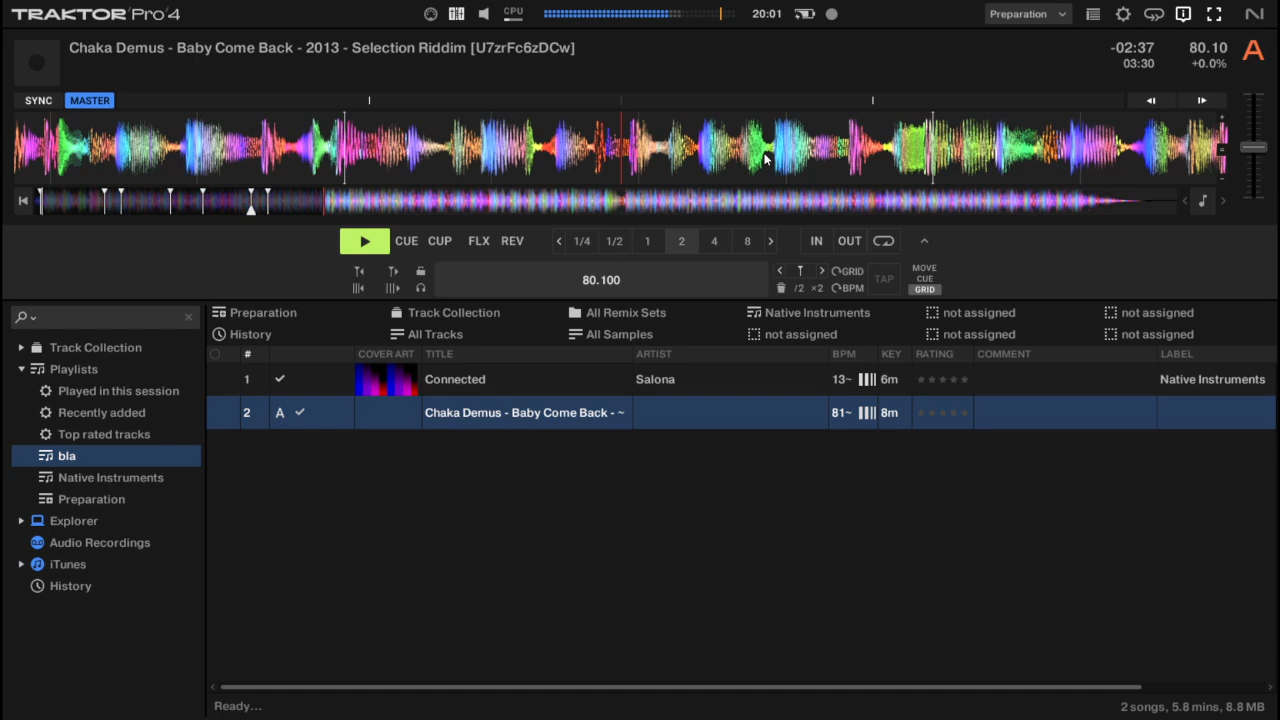 TRAKTOR PRO 4 CPU 20:01 Preparation
Chaka Demus - Baby Come Back - 2013 - Selection Riddim [U7zrFc6zDCw] -02:37 80.10 A
03:30 +0.0%
SYNC MASTER
CUE CUP FLX REV 1/4 1/2 1 2 4 8 IN OUT
80.100 GRID TAP MOVE CUE GRID
/2 x2 BPM
Preparation Track Collection All Remix Sets Native Instruments not assigned not assigned
History All Tracks All Samples not assigned not assigned not assigned
# COVER ART TITLE ARTIST BPM KEY RATING COMMENT LABEL
1 Connected Salona 13~ 6m Native Instruments
2 A Chaka Demus - Baby Come Back - ~ 81~ 8m
Track Collection
Playlists
Played in this session
Recently added
Top rated tracks
bla
Native Instruments
Preparation
Explorer
Audio Recordings
iTunes
History
Ready... 2 songs, 5.8 mins, 8.8 MB